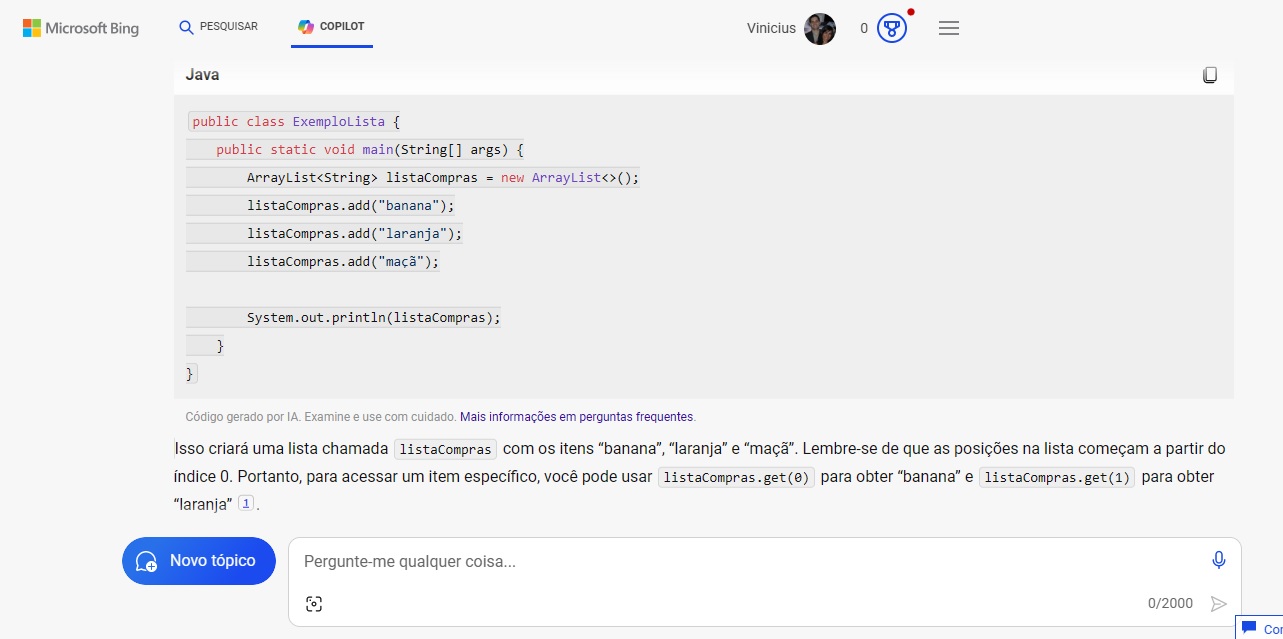 Microsoft Bing
PESQUISAR
COPILOT
Vinicius
0
Java
public class ExemploLista {
    public static void main(String[] args) {
        ArrayList<String> listaCompras = new ArrayList<>();
        listaCompras.add("banana");
        listaCompras.add("laranja");
        listaCompras.add("maçã");
        System.out.println(listaCompras);
    }
}
Código gerado por IA. Examine e use com cuidado. Mais informações em perguntas frequentes.
Isso criará uma lista chamada listaCompras com os itens “banana”, “laranja” e “maçã”. Lembre-se de que as posições na lista começam a partir do
índice 0. Portanto, para acessar um item específico, você pode usar listaCompras.get(0) para obter “banana” e listaCompras.get(1) para obter
“laranja” 1 .
Novo tópico
Pergunte-me qualquer coisa...
0/2000